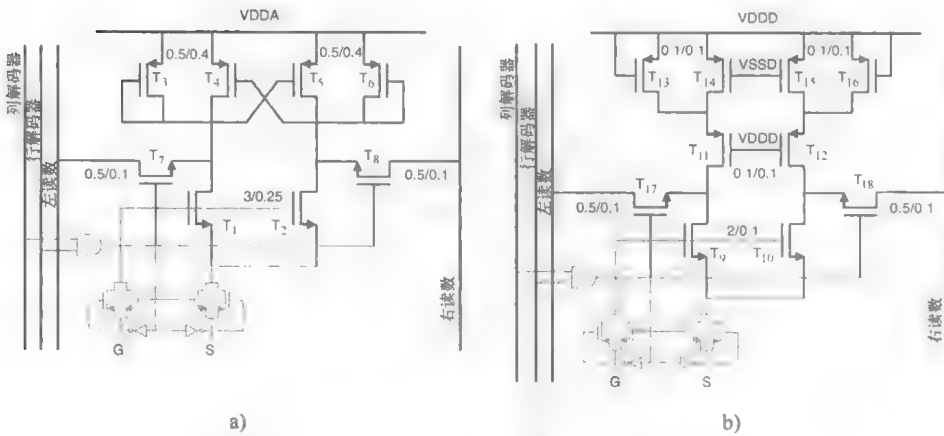 VDDA
0.5/0.4
0.5/0.4
T3
T4
T5
T6
列解码器
行解码器
左读数
T7
T8
0.5/0.1
0.5/0.1
3/0.25
T1
T2
右读数
G
S
a)
VDDD
0 1/0 1
0 1/0.1
VSSD
T13
T14
T15
T16
列解码器
行解码器
左读数
VDDD
T11
T12
0 1/0.1
T17
T18
0.5/0.1
0.5/0 1
2/0 1
T9
T10
右读数
G
S
b)